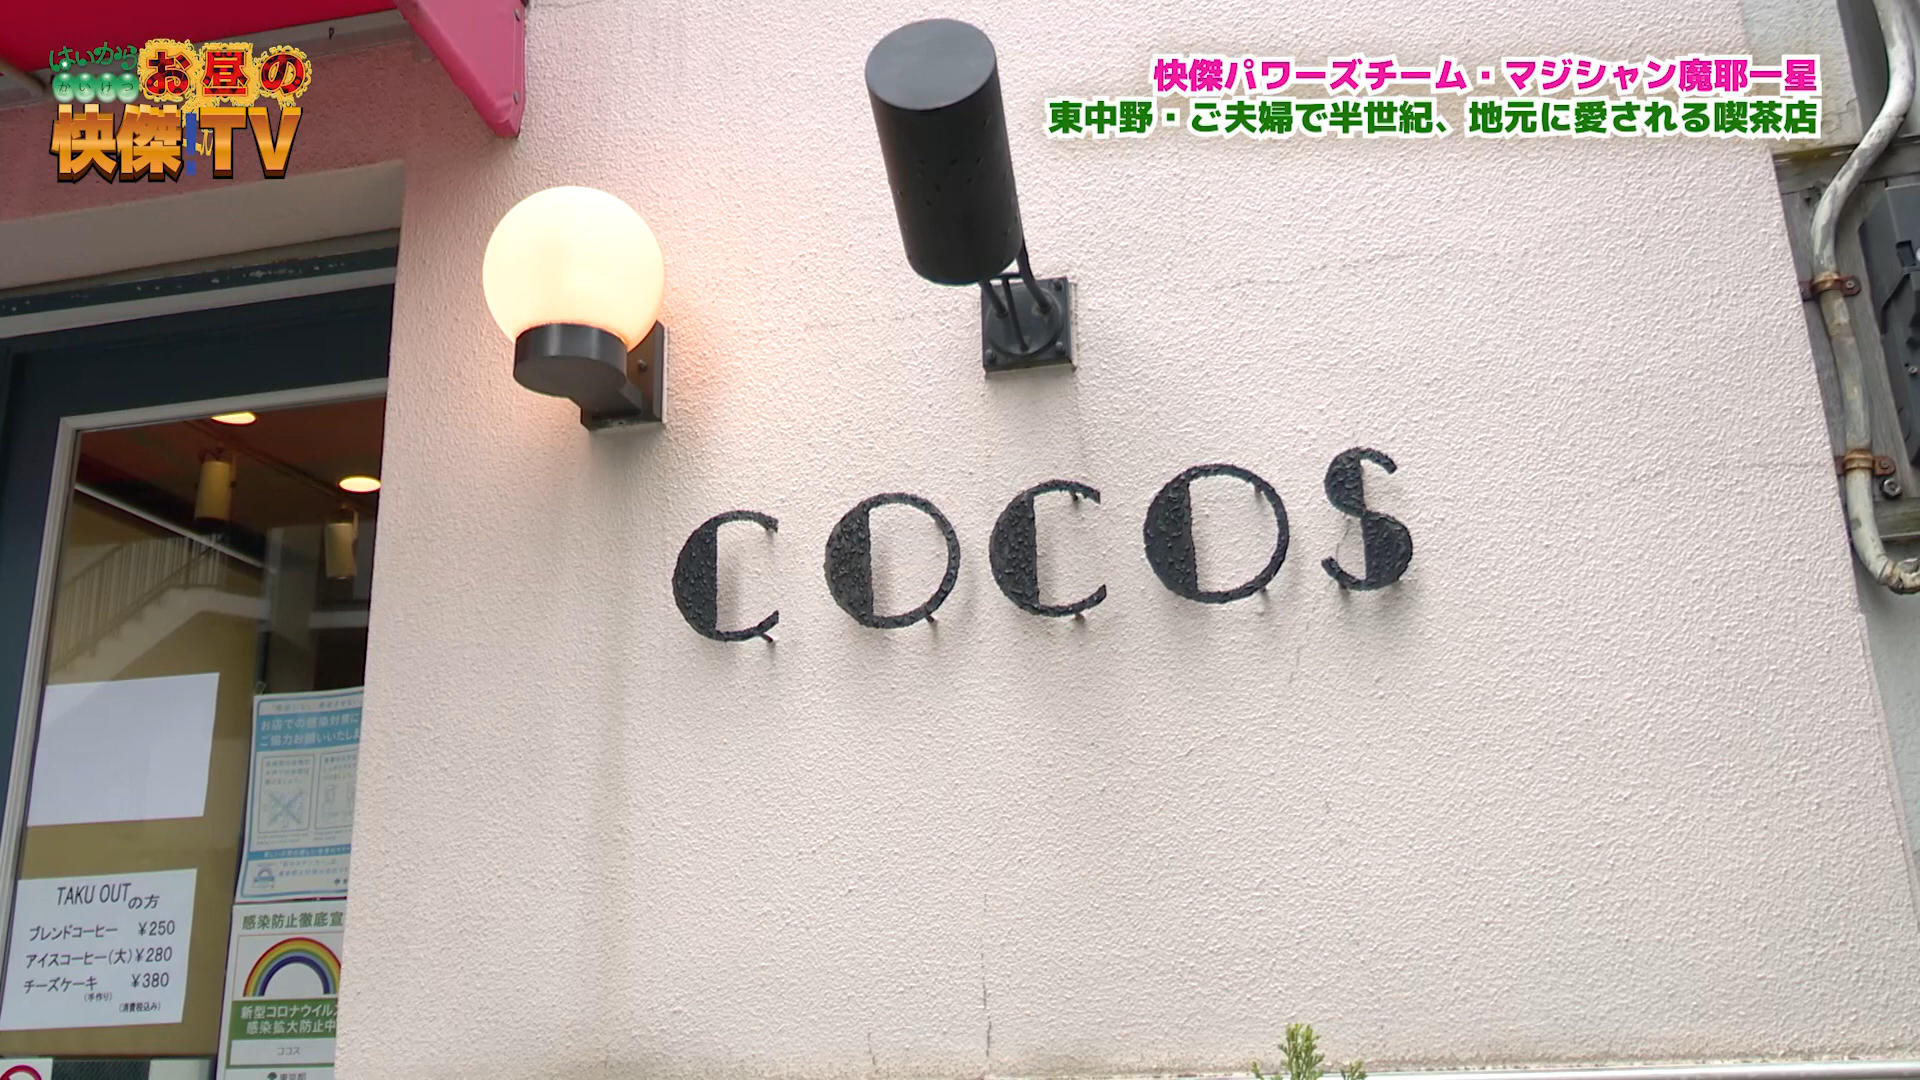 はいから
かいけつ
お昼の
快傑!TV
快傑パワーズチーム・マジシャン魔耶一星
東中野・ご夫婦で半世紀、地元に愛される喫茶店
COCOS
お店での感染対策に
ご協力お願いいたしま
TAKU OUTの方
ブレンドコーヒー ¥250
アイスコーヒー(大)¥280
チーズケーキ ¥380
(手作り)
(消費税込み)
感染防止徹底宣
新型コロナウイルス
感染拡大防止中
ココス
東京都